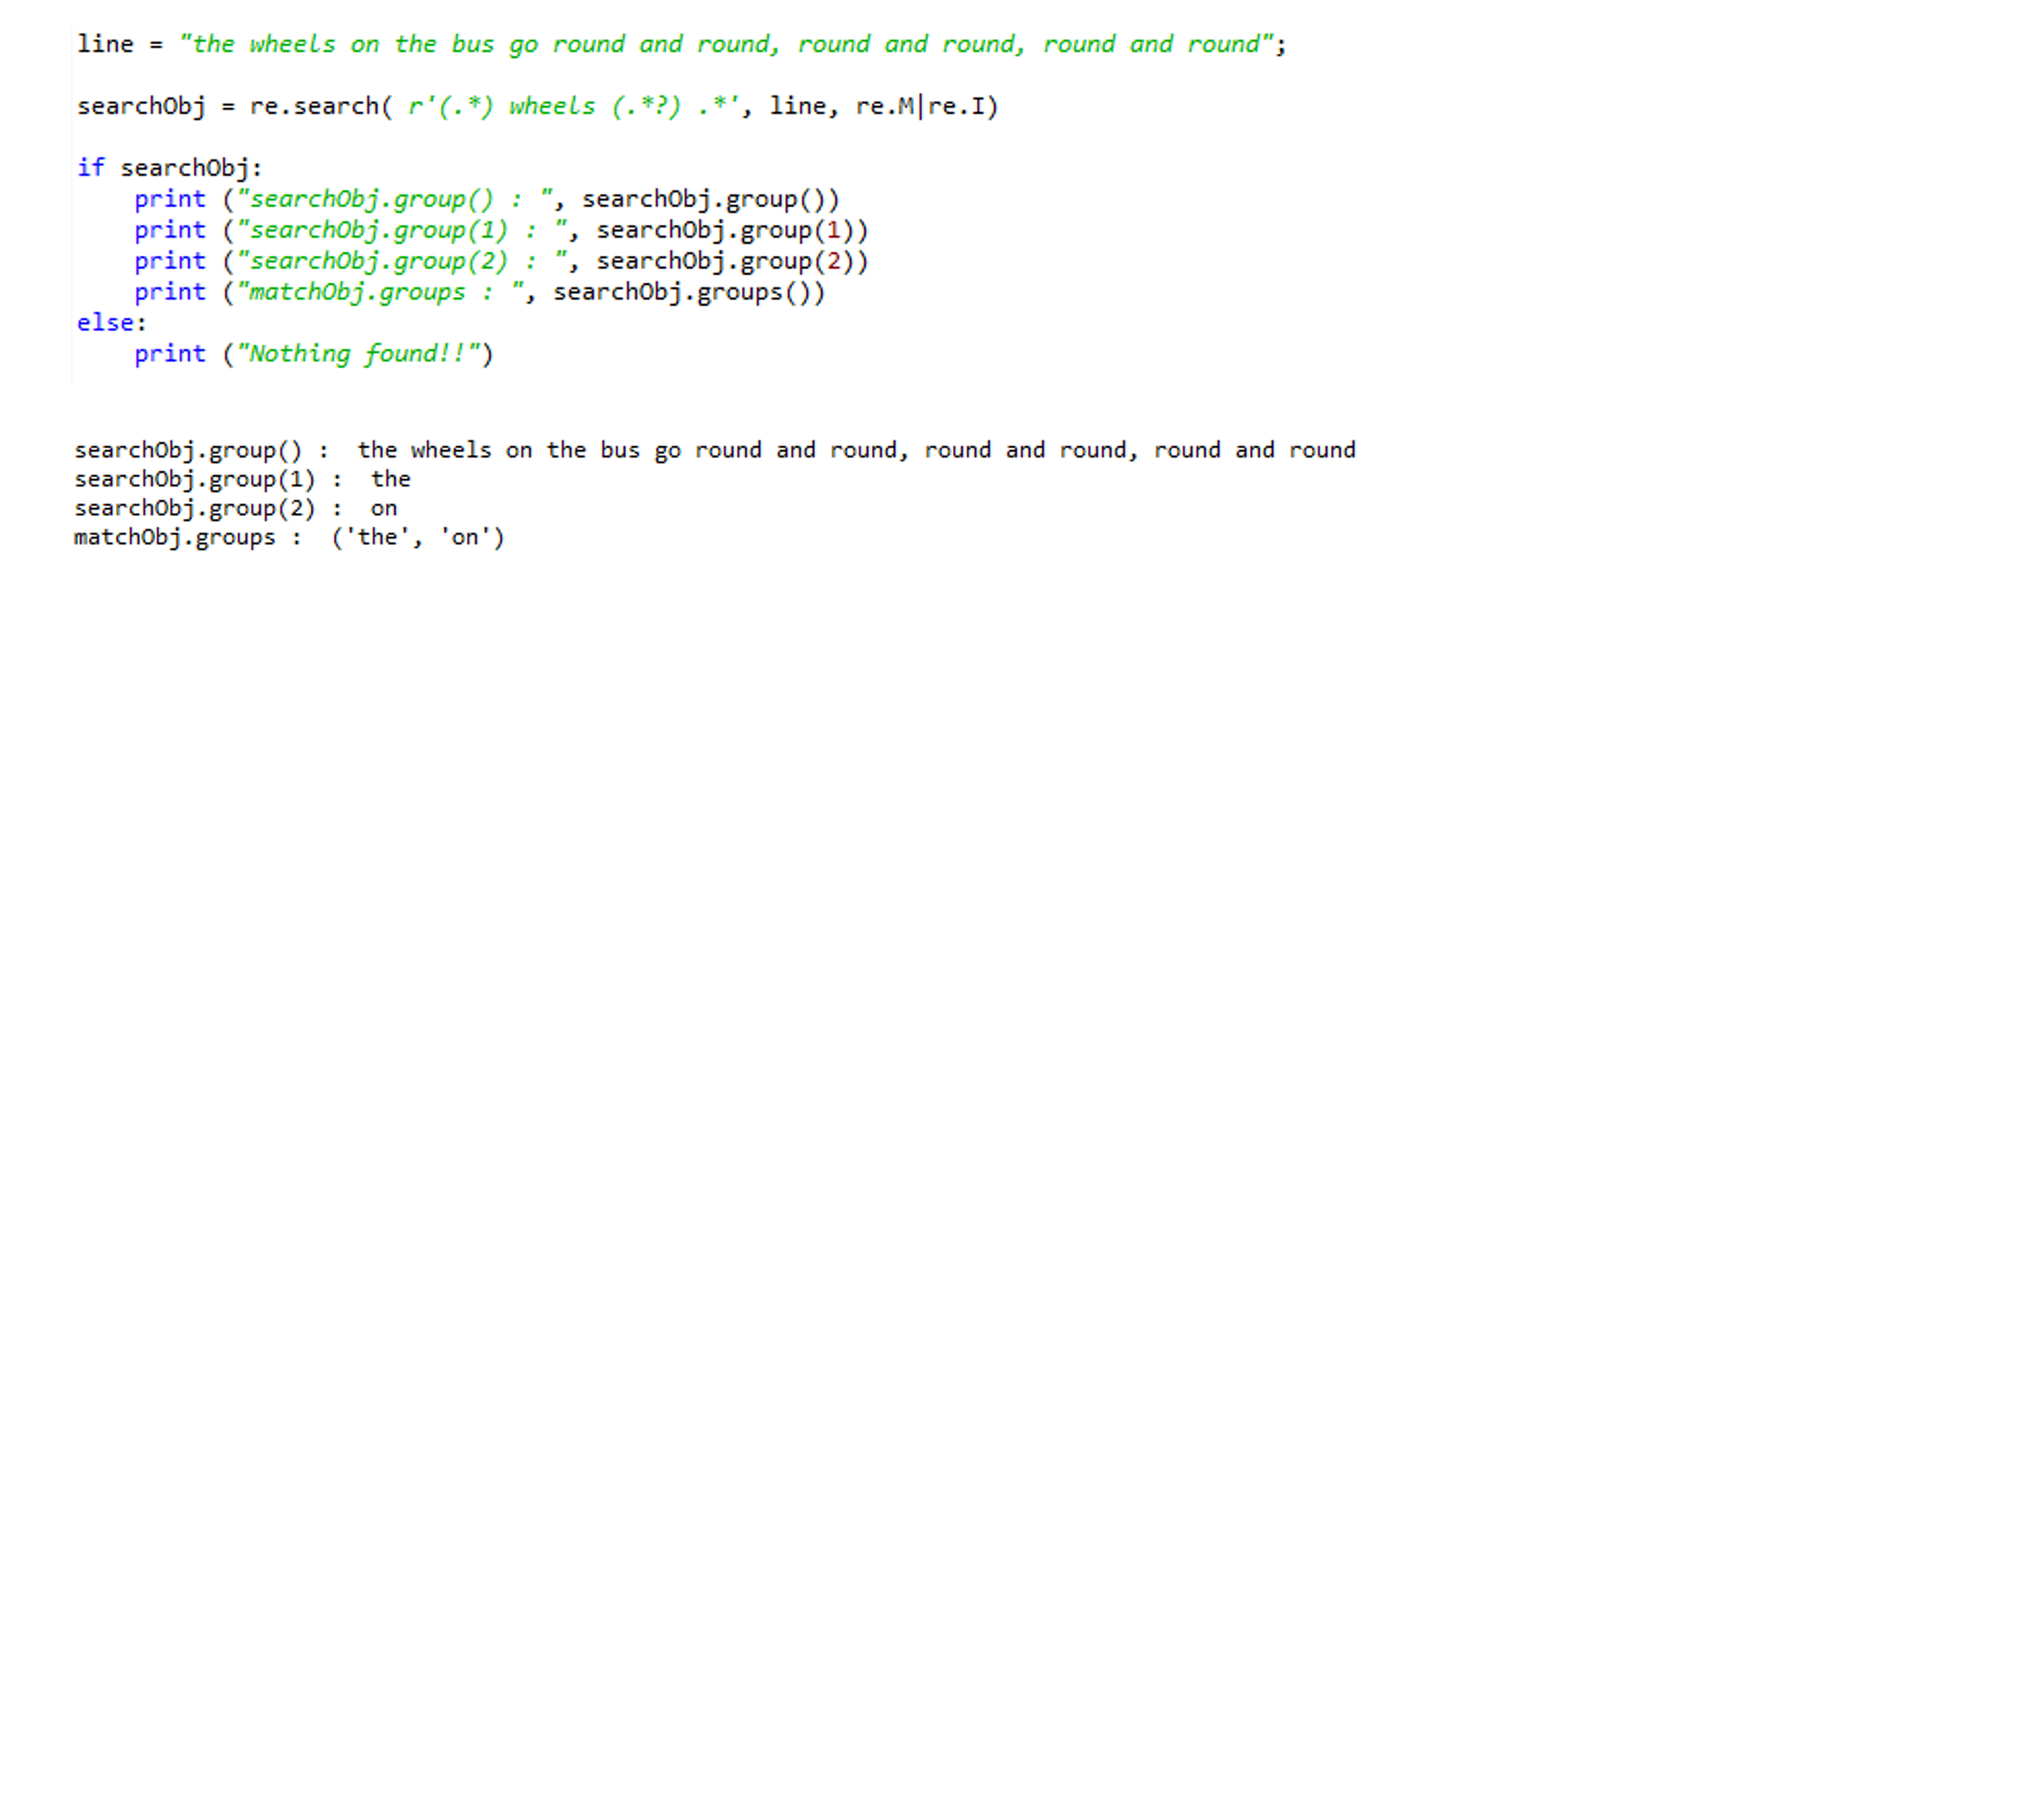 line = "the wheels on the bus go round and round, round and round, round and round";
searchObj = re.search( r'(.*) wheels (.*?) .*', line, re.M|re.I)
if searchObj:
    print ("searchObj.group() : ", searchObj.group())
    print ("searchObj.group(1) : ", searchObj.group(1))
    print ("searchObj.group(2) : ", searchObj.group(2))
    print ("matchObj.groups : ", searchObj.groups())
else:
    print ("Nothing found!!")
searchObj.group() :  the wheels on the bus go round and round, round and round, round and round
searchObj.group(1) :  the
searchObj.group(2) :  on
matchObj.groups :  ('the', 'on')